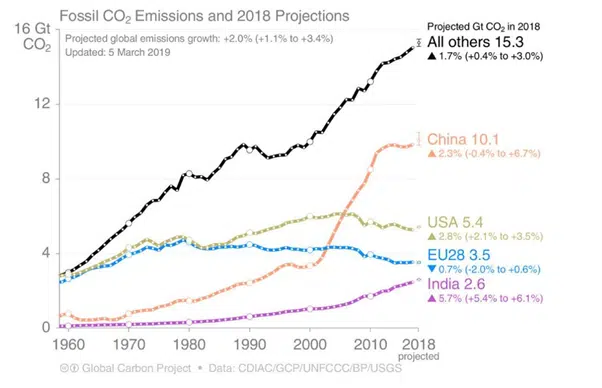 Fossil CO₂ Emissions and 2018 Projections
16 Gt
CO₂
Projected global emissions growth: +2.0% (+1.1% to +3.4%)
Updated: 5 March 2019
Projected Gt CO₂ in 2018
All others 15.3
▲ 1.7% (+0.4% to +3.0%)
12
China 10.1
▲ 2.3% (-0.4% to +6.7%)
8
USA 5.4
▲ 2.8% (+2.1% to +3.5%)
4
EU28 3.5
▼ 0.7% (-2.0% to +0.6%)
India 2.6
▲ 5.7% (+5.4% to +6.1%)
0
1960 1970 1980 1990 2000 2010 2018
projected
Global Carbon Project • Data: CDIAC/GCP/UNFCCC/BP/USGS